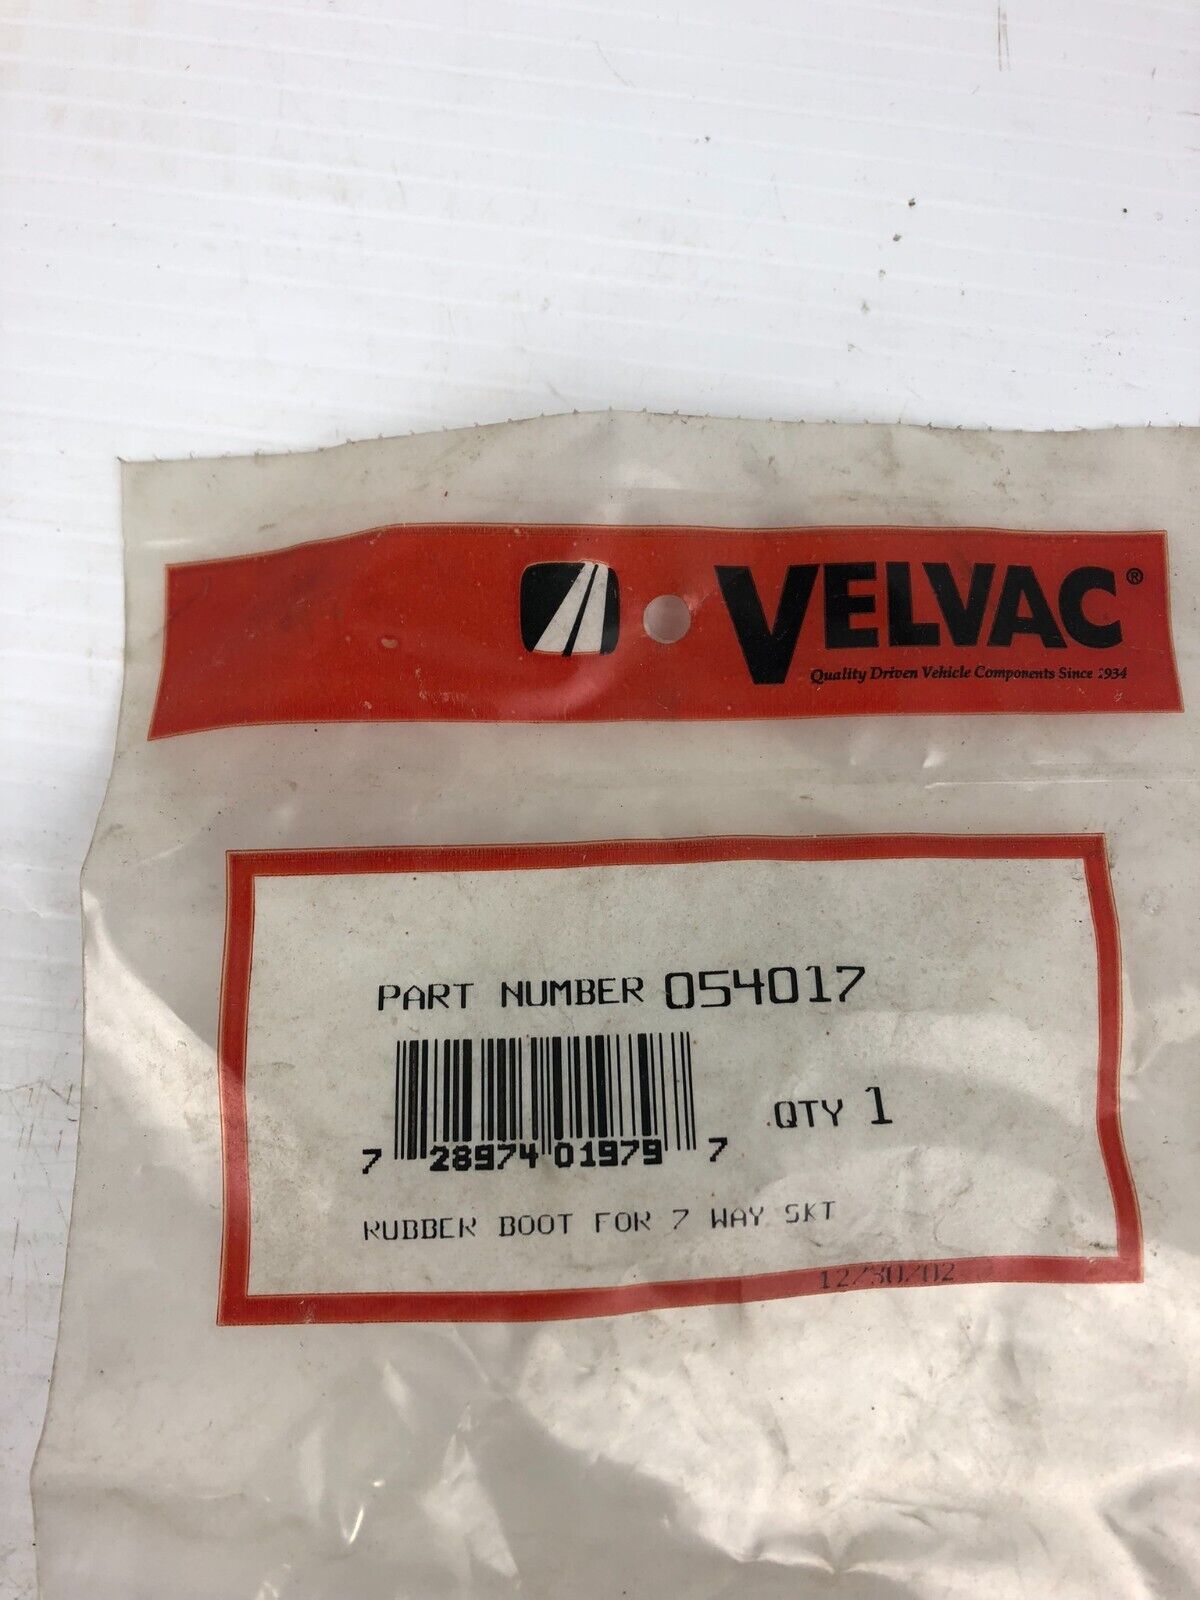 VELVAC®
Quality Driven Vehicle Components Since 1934
PART NUMBER 054017
QTY 1
7 28974 01979 7
RUBBER BOOT FOR 7 WAY SKT
12/30/02